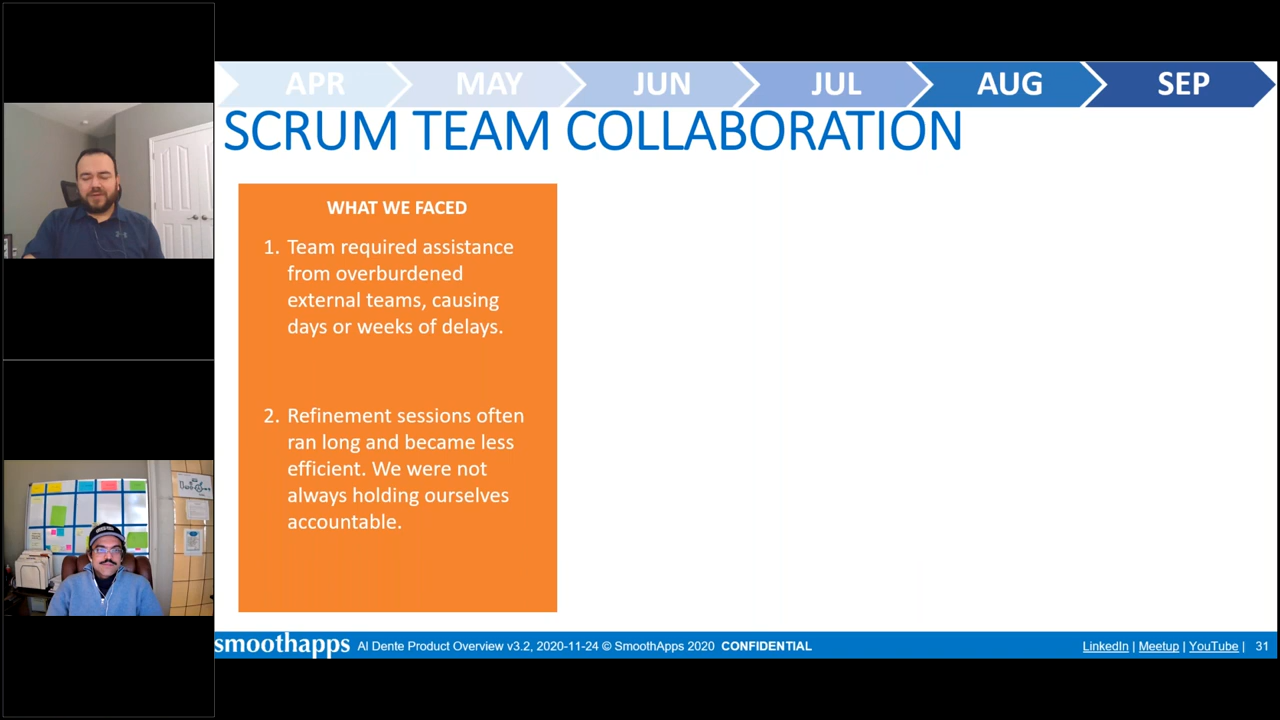 APR MAY JUN JUL AUG SEP
SCRUM TEAM COLLABORATION
WHAT WE FACED
1. Team required assistance
from overburdened
external teams, causing
days or weeks of delays.
2. Refinement sessions often
ran long and became less
efficient. We were not
always holding ourselves
accountable.
smoothapps Al Dente Product Overview v3.2, 2020-11-24 © SmoothApps 2020 CONFIDENTIAL LinkedIn | Meetup | YouTube | 31